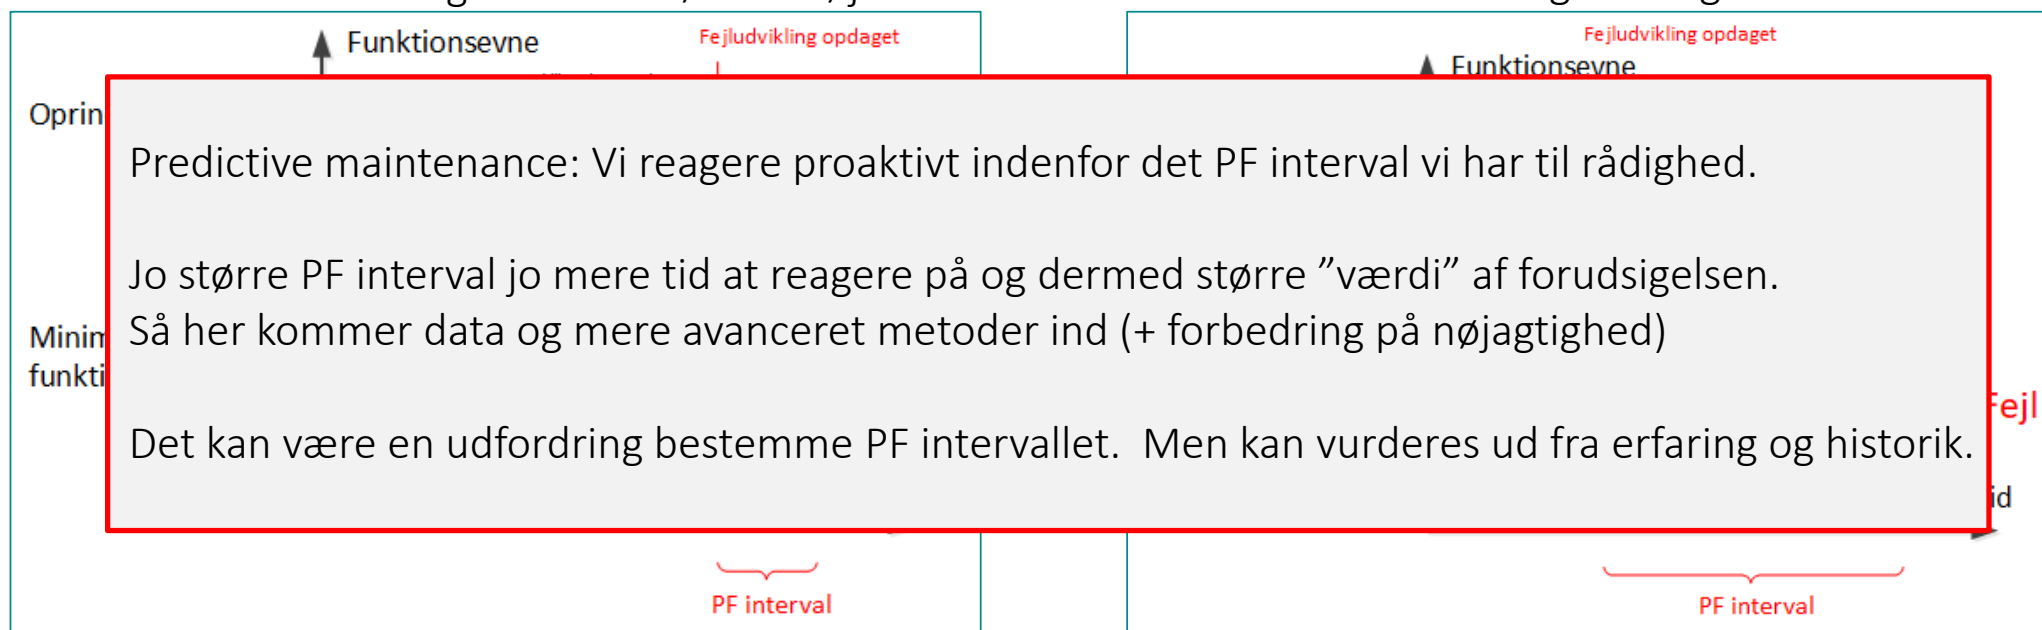 Funktionsevne
Fejludvikling opdaget
Fejludvikling opdaget
Funktionsevne
Predictive maintenance: Vi reagere proaktivt indenfor det PF interval vi har til rådighed.
Jo større PF interval jo mere tid at reagere på og dermed større ”værdi” af forudsigelsen.
Så her kommer data og mere avanceret metoder ind (+ forbedring på nøjagtighed)
Det kan være en udfordring bestemme PF intervallet.  Men kan vurderes ud fra erfaring og historik.
Oprin
Minim
funkti
Fejl
id
PF interval
PF interval